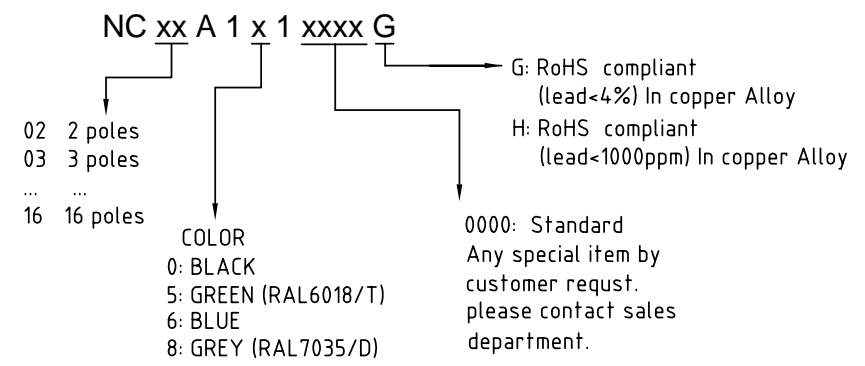 NC xx A 1 x 1 xxxx G
G: RoHS compliant
(lead<4%) In copper Alloy
H: RoHS compliant
(lead<1000ppm) In copper Alloy
02 2 poles
03 3 poles
... ...
16 16 poles
COLOR
0: BLACK
5: GREEN (RAL6018/T)
6: BLUE
8: GREY (RAL7035/D)
0000: Standard
Any special item by
customer requst.
please contact sales
department.